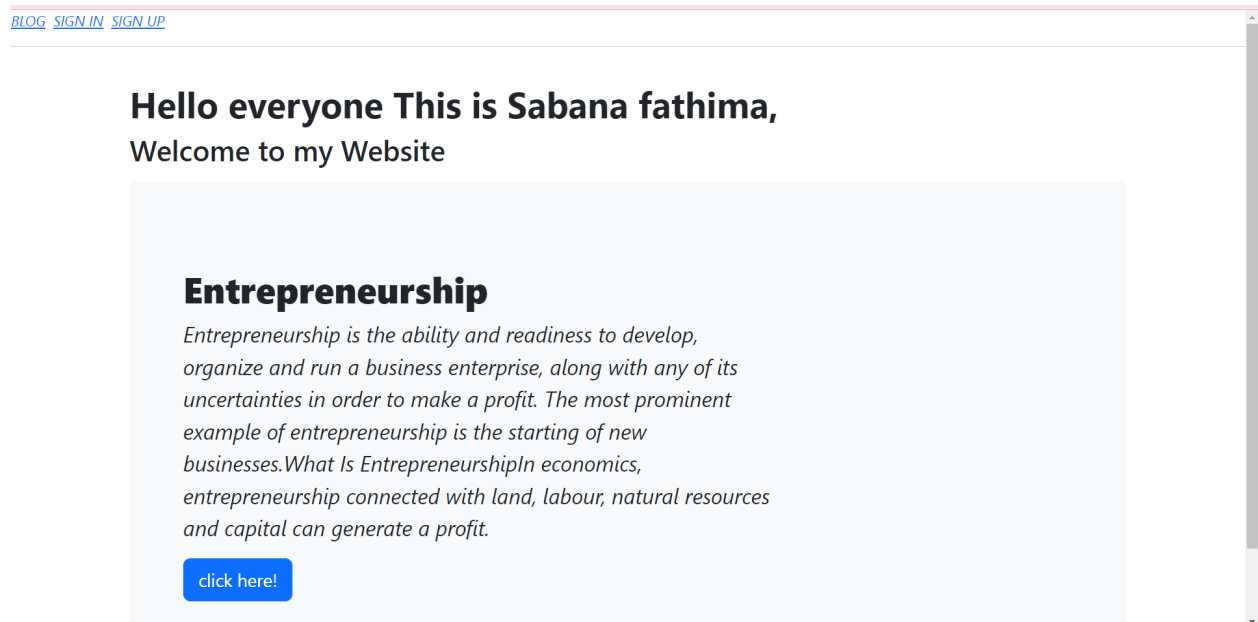 BLOG SIGN IN SIGN UP
Hello everyone This is Sabana fathima,
Welcome to my Website
Entrepreneurship
Entrepreneurship is the ability and readiness to develop,
organize and run a business enterprise, along with any of its
uncertainties in order to make a profit. The most prominent
example of entrepreneurship is the starting of new
businesses.What Is EntrepreneurshipIn economics,
entrepreneurship connected with land, labour, natural resources
and capital can generate a profit.
click here!